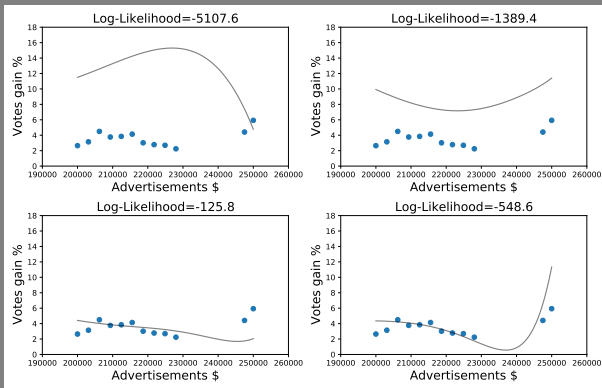 Log-Likelihood=-5107.6
18
16
14
12
10
8
6
4
2
0
Votes gain %
190000 200000 210000 220000 230000 240000 250000 260000
Advertisements $
Log-Likelihood=-1389.4
18
16
14
12
10
8
6
4
2
0
Votes gain %
190000 200000 210000 220000 230000 240000 250000 260000
Advertisements $
Log-Likelihood=-125.8
18
16
14
12
10
8
6
4
2
0
Votes gain %
190000 200000 210000 220000 230000 240000 250000 260000
Advertisements $
Log-Likelihood=-548.6
18
16
14
12
10
8
6
4
2
0
Votes gain %
190000 200000 210000 220000 230000 240000 250000 260000
Advertisements $